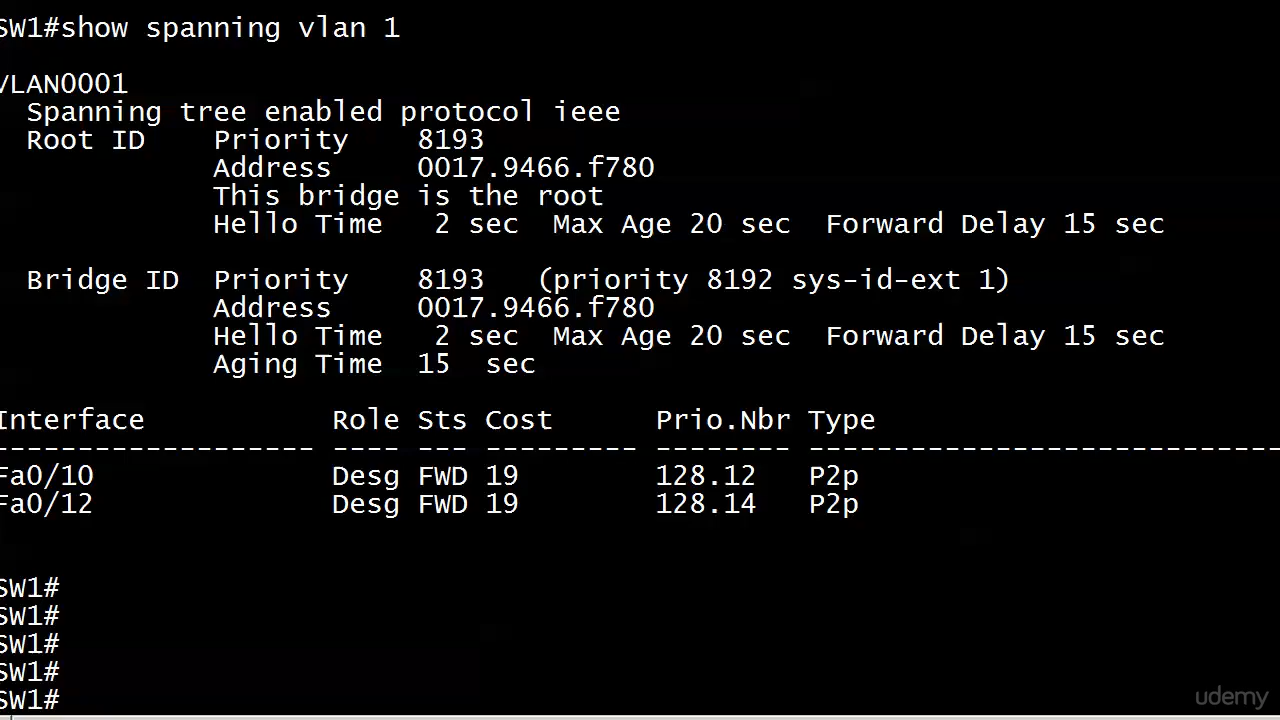 SW1#show spanning vlan 1
VLAN0001
Spanning tree enabled protocol ieee
Root ID Priority 8193
Address 0017.9466.f780
This bridge is the root
Hello Time 2 sec Max Age 20 sec Forward Delay 15 sec
Bridge ID Priority 8193 (priority 8192 sys-id-ext 1)
Address 0017.9466.f780
Hello Time 2 sec Max Age 20 sec Forward Delay 15 sec
Aging Time 15 sec
Interface Role Sts Cost Prio.Nbr Type
------------------- ---- --- --------- -------- ----------------------------
Fa0/10 Desg FWD 19 128.12 P2p
Fa0/12 Desg FWD 19 128.14 P2p
SW1#
SW1#
SW1#
SW1#
SW1#
udemy